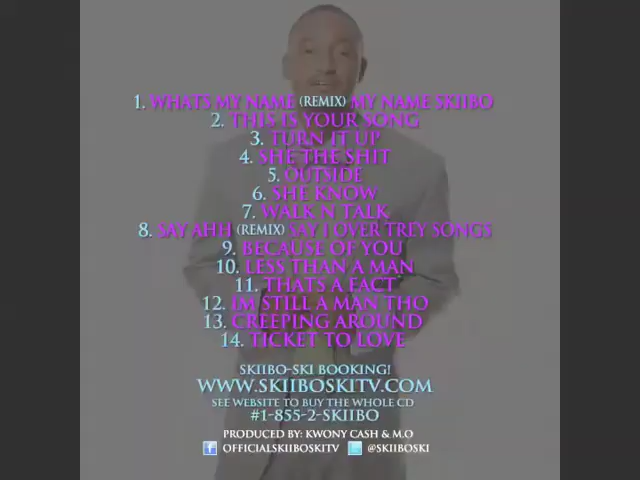 1. WHATS MY NAME (REMIX) MY NAME SKIIBO
2. THIS IS YOUR SONG
3. TURN IT UP
4. SHE THE SHIT
5. OUTSIDE
6. SHE KNOW
7. WALK N TALK
8. SAY AHH (REMIX) SAY I OVER TREY SONGS
9. BECAUSE OF YOU
10. LESS THAN A MAN
11. THATS A FACT
12. IM STILL A MAN THO
13. CREEPING AROUND
14. TICKET TO LOVE
SKIIBO-SKI BOOKING!
WWW.SKIIBOSKITV.COM
SEE WEBSITE TO BUY THE WHOLE CD
#1-855-2-SKIIBO
PRODUCED BY: KWONY CASH & M.O
OFFICIALSKIIBOSKITV @SKIIBOSKI